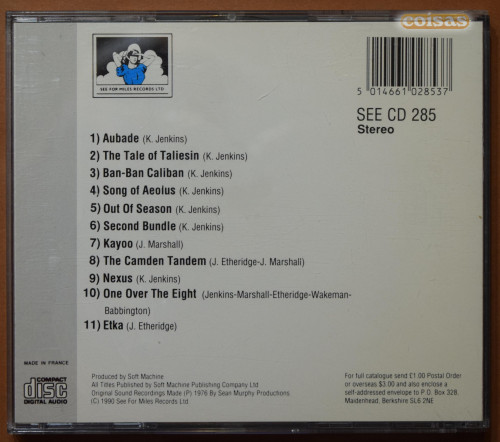 coisas
SEE FOR MILES RECORDS LTD
5 014661 028537
SEE CD 285
Stereo
1) Aubade (K. Jenkins)
2) The Tale of Taliesin (K. Jenkins)
3) Ban-Ban Caliban (K. Jenkins)
4) Song of Aeolus (K. Jenkins)
5) Out Of Season (K. Jenkins)
6) Second Bundle (K. Jenkins)
7) Kayoo (J. Marshall)
8) The Camden Tandem (J. Etheridge-J. Marshall)
9) Nexus (K. Jenkins)
10) One Over The Eight (Jenkins-Marshall-Etheridge-Wakeman-
Babbington)
11) Etka (J. Etheridge)
MADE IN FRANCE
COMPACT
disc
DIGITAL AUDIO
Produced by Soft Machine
All Titles Published by Soft Machine Publishing Company Ltd
Original Sound Recordings Made (P) 1976 By Sean Murphy Productions.
(C) 1990 See For Miles Records Ltd.
For full catalogue send £1.00 Postal Order
or overseas $3.00 and also enclose a
self-addressed envelope to P.O. Box 328,
Maidenhead, Berkshire SL6 2NE